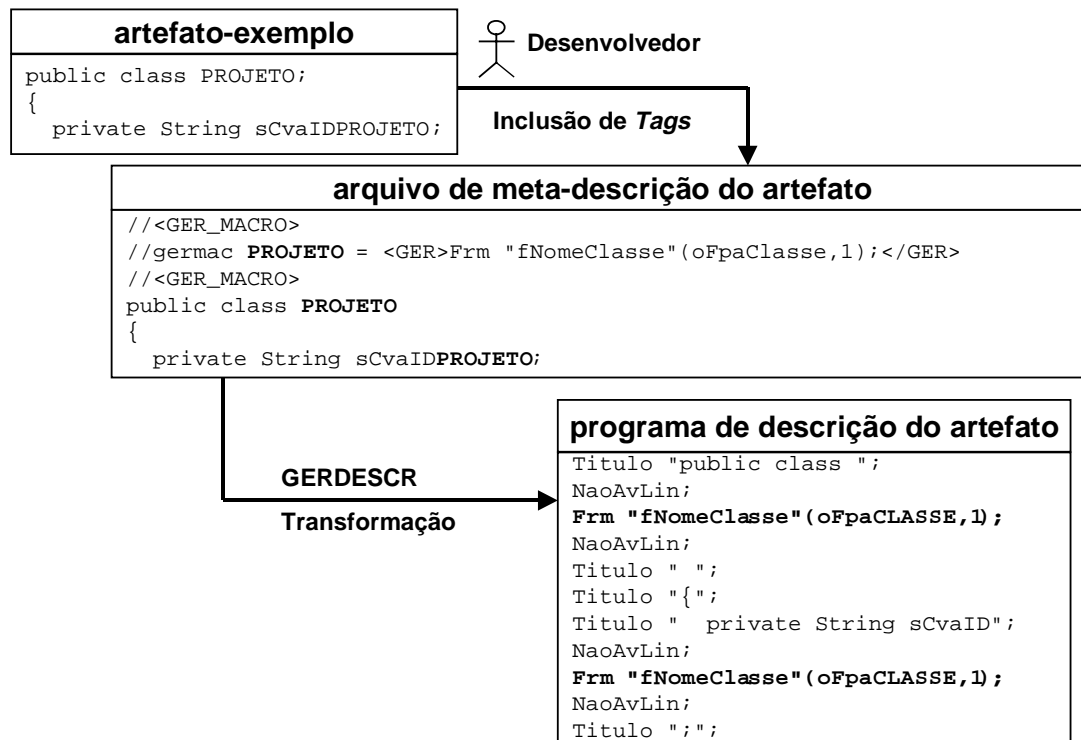 artefato-exemplo
public class PROJETO;
{
  private String sCvaIDPROJETO;
Desenvolvedor
Inclusão de Tags
arquivo de meta-descrição do artefato
//<GER_MACRO>
//germac PROJETO = <GER>Frm "fNomeClasse"(oFpaClasse,1);</GER>
//<GER_MACRO>
public class PROJETO
{
  private String sCvaIDPROJETO;
GERDESCR
Transformação
programa de descrição do artefato
Titulo "public class ";
NaoAvLin;
Frm "fNomeClasse"(oFpaCLASSE,1);
NaoAvLin;
Titulo " ";
Titulo "{";
Titulo "  private String sCvaID";
NaoAvLin;
Frm "fNomeClasse"(oFpaCLASSE,1);
NaoAvLin;
Titulo ";";